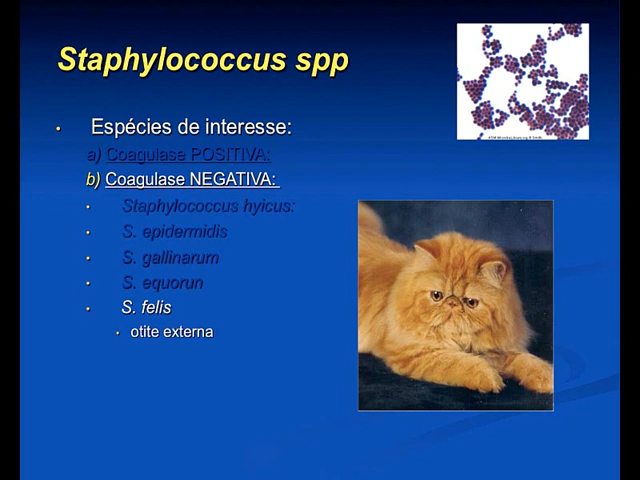 Staphylococcus spp
• Espécies de interesse:
a) Coagulase POSITIVA:
b) Coagulase NEGATIVA:
• Staphylococcus hyicus:
• S. epidermidis
• S. gallinarum
• S. equorun
• S. felis
• otite externa